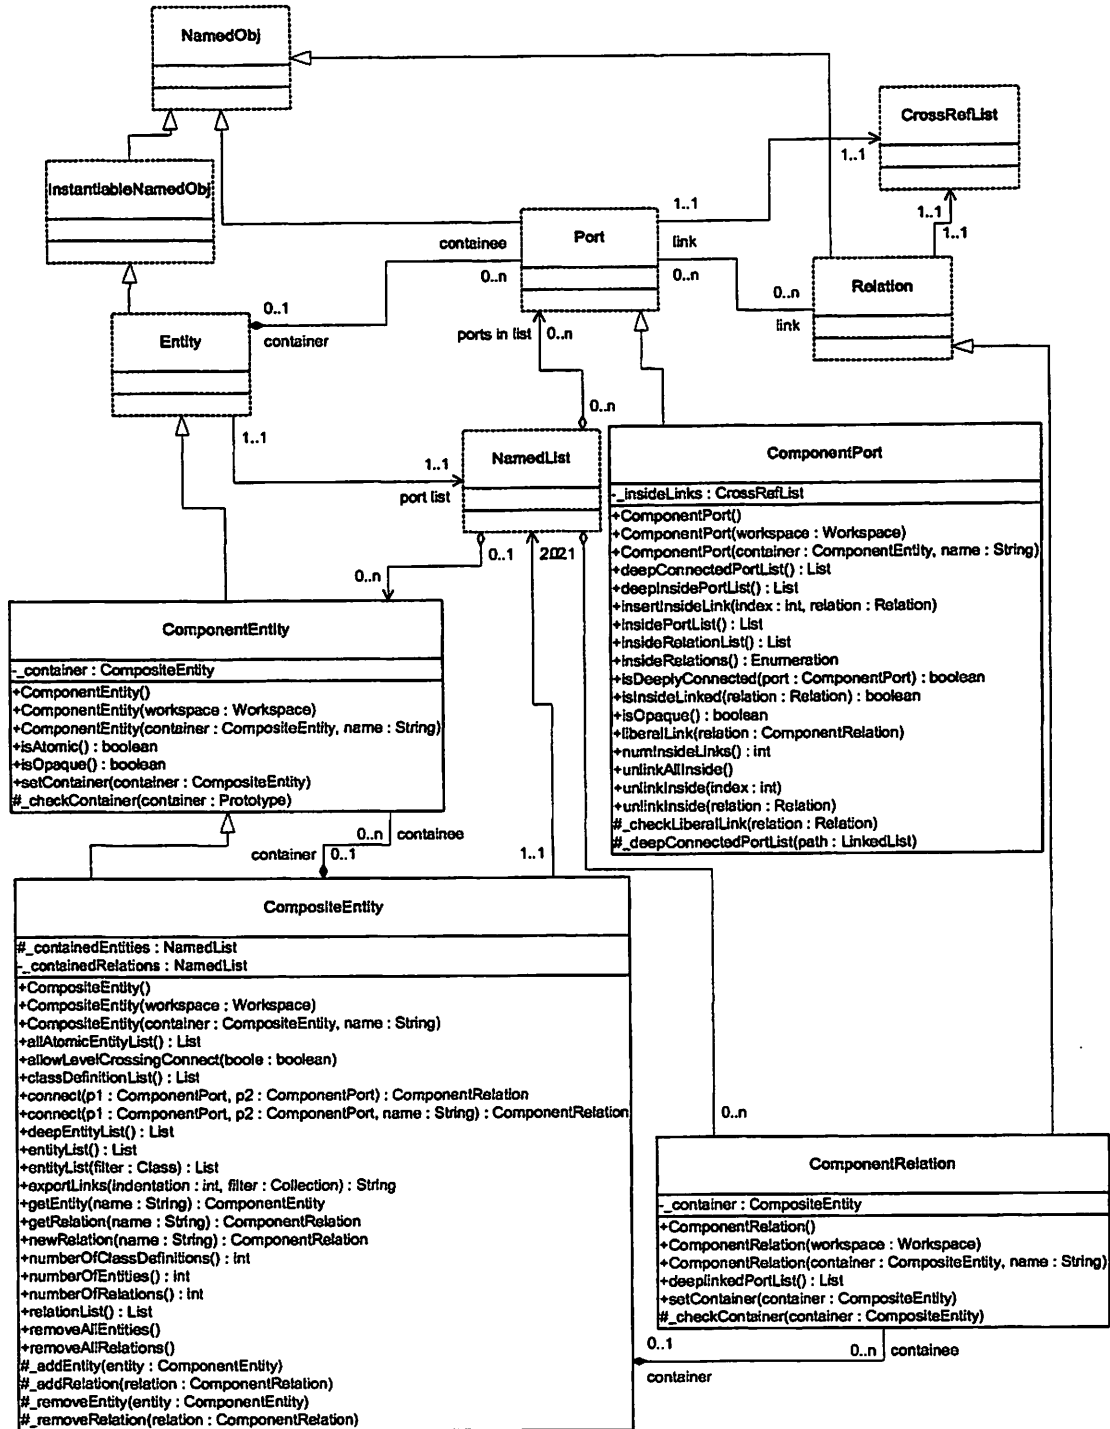 NamedObj
CrossRefList
1..1
InstantiableNamedObj
1..1
1..1
1..1
containee
Port
link
0..n
0..n
0..n
Relation
0..1
link
container
Entity
ports in list
0..n
0..n
1..1
1..1
NamedList
port list
ComponentPort
-_insideLinks : CrossRefList
+ComponentPort()
+ComponentPort(workspace : Workspace)
+ComponentPort(container : ComponentEntity, name : String)
+deepConnectedPortList() : List
+deepInsidePortList() : List
+insertInsideLink(index : int, relation : Relation)
+insidePortList() : List
+insideRelationList() : List
+insideRelations() : Enumeration
+isDeeplyConnected(port : ComponentPort) : boolean
+isInsideLinked(relation : Relation) : boolean
+isOpaque() : boolean
+liberalLink(relation : ComponentRelation)
+numInsideLinks() : int
+unlinkAllInside()
+unlinkInside(index : int)
+unlinkInside(relation : Relation)
#_checkLiberalLink(relation : Relation)
#_deepConnectedPortList(path : LinkedList)
0..1
0..n
ComponentEntity
-_container : CompositeEntity
+ComponentEntity()
+ComponentEntity(workspace : Workspace)
+ComponentEntity(container : CompositeEntity, name : String)
+isAtomic() : boolean
+isOpaque() : boolean
+setContainer(container : CompositeEntity)
#_checkContainer(container : Prototype)
0..n containee
container 0..1
1..1
CompositeEntity
#_containedEntities : NamedList
-_containedRelations : NamedList
+CompositeEntity()
+CompositeEntity(workspace : Workspace)
+CompositeEntity(container : CompositeEntity, name : String)
+allAtomicEntityList() : List
+allowLevelCrossingConnect(boole : boolean)
+classDefinitionList() : List
+connect(p1 : ComponentPort, p2 : ComponentPort) : ComponentRelation
+connect(p1 : ComponentPort, p2 : ComponentPort, name : String) : ComponentRelation
+deepEntityList() : List
+entityList() : List
+entityList(filter : Class) : List
+exportLinks(indentation : int, filter : Collection) : String
+getEntity(name : String) : ComponentEntity
+getRelation(name : String) : ComponentRelation
+newRelation(name : String) : ComponentRelation
+numberOfClassDefinitions() : int
+numberOfEntities() : int
+numberOfRelations() : int
+relationList() : List
+removeAllEntities()
+removeAllRelations()
#_addEntity(entity : ComponentEntity)
#_addRelation(relation : ComponentRelation)
#_removeEntity(entity : ComponentEntity)
#_removeRelation(relation : ComponentRelation)
0..n
ComponentRelation
-_container : CompositeEntity
+ComponentRelation()
+ComponentRelation(workspace : Workspace)
+ComponentRelation(container : CompositeEntity, name : String)
+deeplinkedPortList() : List
+setContainer(container : CompositeEntity)
#_checkContainer(container : CompositeEntity)
0..1
0..n containee
container